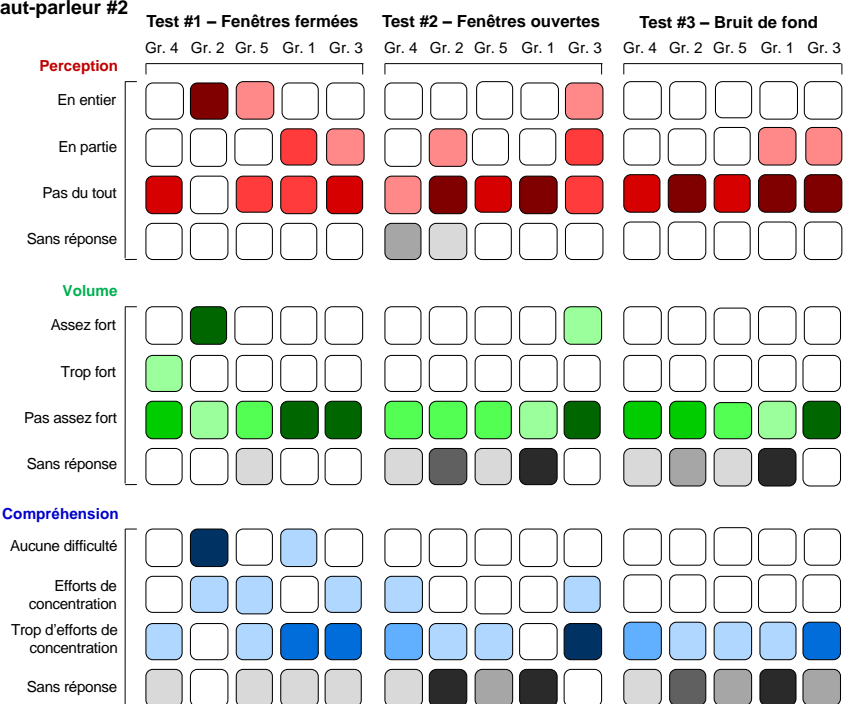 aut-parleur #2
Test #1 – Fenêtres fermées Test #2 – Fenêtres ouvertes Test #3 – Bruit de fond
Gr. 4 Gr. 2 Gr. 5 Gr. 1 Gr. 3 Gr. 4 Gr. 2 Gr. 5 Gr. 1 Gr. 3 Gr. 4 Gr. 2 Gr. 5 Gr. 1 Gr. 3
Perception
En entier
En partie
Pas du tout
Sans réponse
Volume
Assez fort
Trop fort
Pas assez fort
Sans réponse
Compréhension
Aucune difficulté
Efforts de
concentration
Trop d'efforts de
concentration
Sans réponse